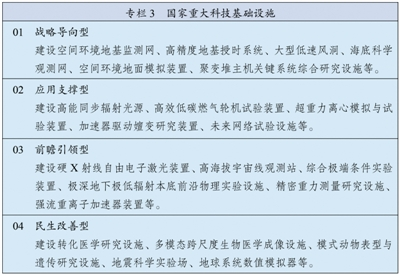 专栏 3　国家重大科技基础设施
01　战略导向型
建设空间环境地基监测网、高精度地基授时系统、大型低速风洞、海底科学
观测网、空间环境地面模拟装置、聚变堆主机关键系统综合研究设施等。
02　应用支撑型
建设高能同步辐射光源、高效低碳燃气轮机试验装置、超重力离心模拟与试
验装置、加速器驱动嬗变研究装置、未来网络试验设施等。
03　前瞻引领型
建设硬 X 射线自由电子激光装置、高海拔宇宙线观测站、综合极端条件实验
装置、极深地下极低辐射本底前沿物理实验设施、精密重力测量研究设施、
强流重离子加速器装置等。
04　民生改善型
建设转化医学研究设施、多模态跨尺度生物医学成像设施、模式动物表型与
遗传研究设施、地震科学实验场、地球系统数值模拟器等。